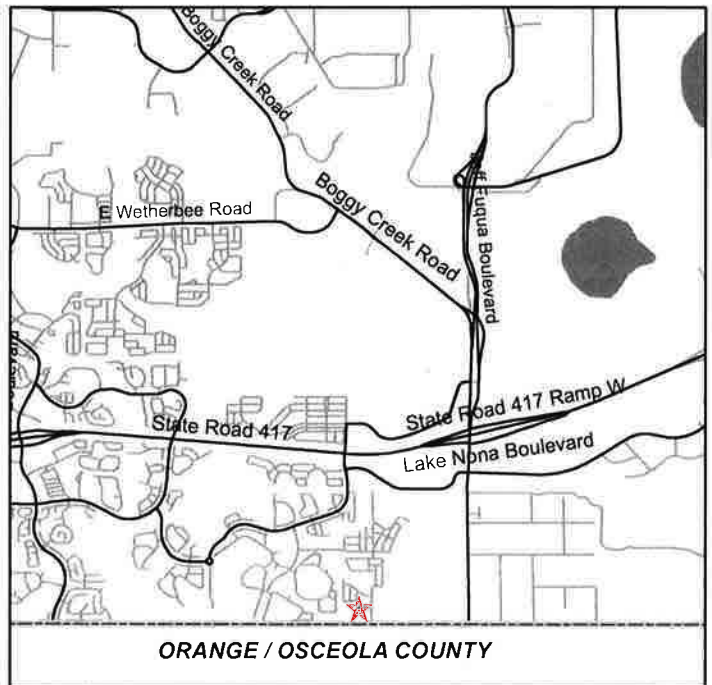 Boggy Creek Road
E Wetherbee Road
Boggy Creek Road
Fuqua Boulevard
State Road 417 Ramp W
State Road 417
Lake Nona Boulevard
ORANGE / OSCEOLA COUNTY